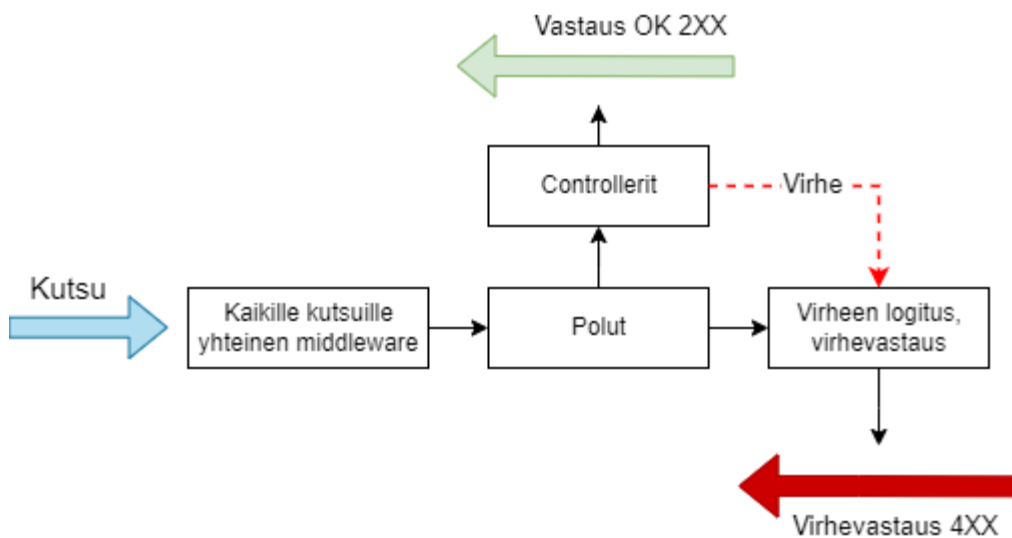 Vastaus OK 2XX
Controllerit
Virhe
Kutsu
Kaikille kutsuille
yhteinen middleware
Polut
Virheen logitus,
virhevastaus
Virhevastaus 4XX